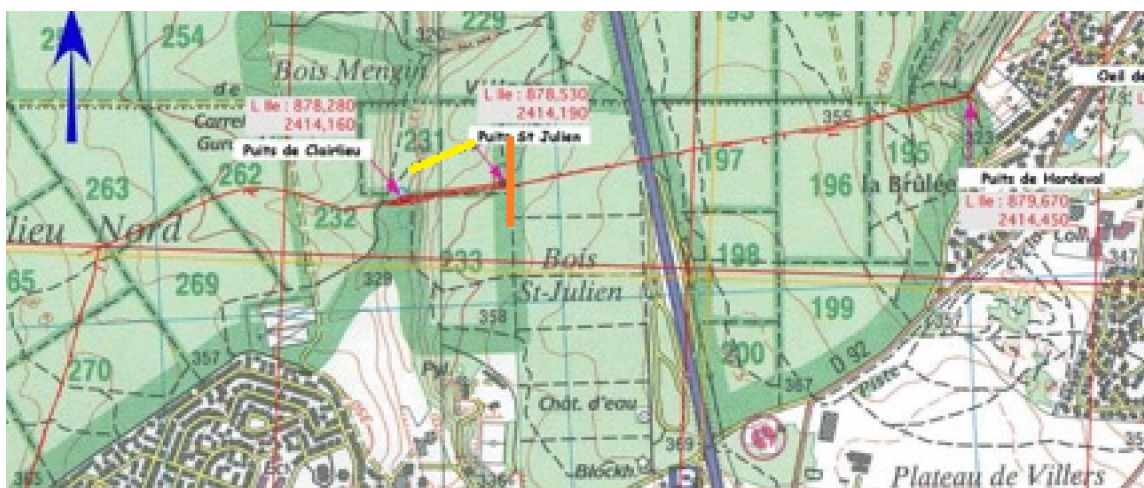 254
229
320
Bois Mengin
de
L IIe : 878,280
2414,160
L IIe : 878,530
2414,190
355
Oeil de
231
Puits de Clairlieu
Puits St Julien
197
195
263
262
196
la Brûlée
Puits de Hardeval
L IIe : 879,670
2414,450
232
lieu Nord
233
Bois
198
347
65
269
329
St-Julien
199
358
270
357
200
D 92
Piste
367
Chât. d'eau
369
Blockh.
336
Plateau de Villers